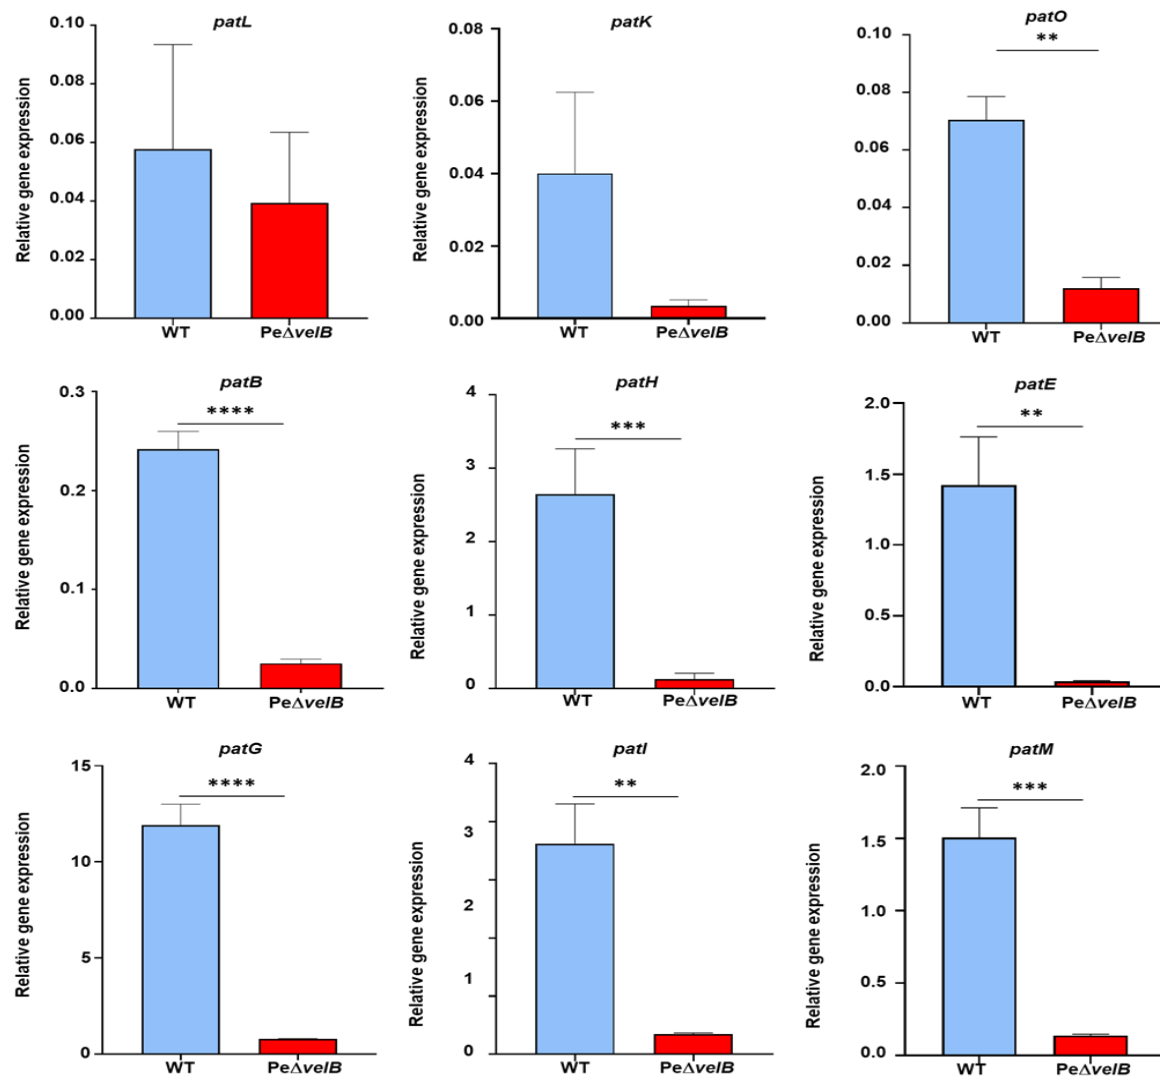 patL
Relative gene expression
0.10
0.08
0.06
0.04
0.02
0.00
WT
PeΔvelB
patK
Relative gene expression
0.08
0.06
0.04
0.02
0.00
WT
PeΔvelB
patO
**
Relative gene expression
0.10
0.08
0.06
0.04
0.02
0.00
WT
PeΔvelB
patB
****
Relative gene expression
0.3
0.2
0.1
0.0
WT
PeΔvelB
patH
***
Relative gene expression
4
3
2
1
0
WT
PeΔvelB
patE
**
Relative gene expression
2.0
1.5
1.0
0.5
0.0
WT
PeΔvelB
patG
****
Relative gene expression
15
10
5
0
WT
PeΔvelB
patI
**
Relative gene expression
4
3
2
1
0
WT
PeΔvelB
patM
***
Relative gene expression
2.0
1.5
1.0
0.5
0.0
WT
PeΔvelB